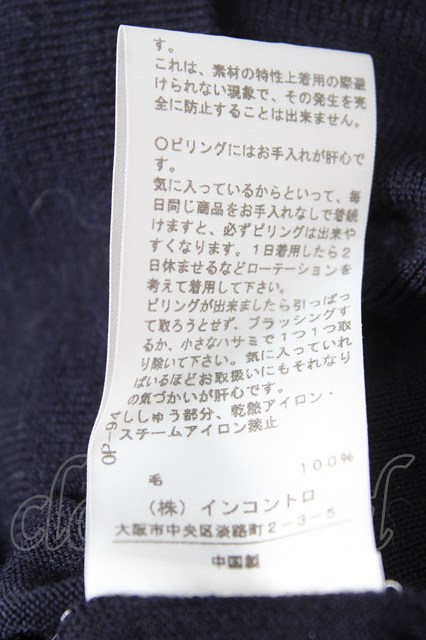 す。
これは、素材の特性上着用の際避
けられない現象で、その発生を完
全に防止することは出来ません。
〇ピリングにはお手入れが肝心で
す。
気に入っているからといって、毎
日同じ商品をお手入れなしで着続
けますと、必ずピリングは出来や
すくなります。1日着用したら2
日休ませるなどローテーションを
考えて着用して下さい。
ピリングが出来ましたら引っぱっ
て取ろうとせず、ブラッシングす
るか、小さなハサミで1つ1つ取
り除いて下さい。気に入っていれ
ばいるほどお取扱いにもそれなり
の気づかいが肝心です。
ししゅう部分、乾熱アイロン・
スチームアイロン禁止
OP-94
毛 100%
(株)インコントロ
大阪市中央区淡路町2-3-5
中国製